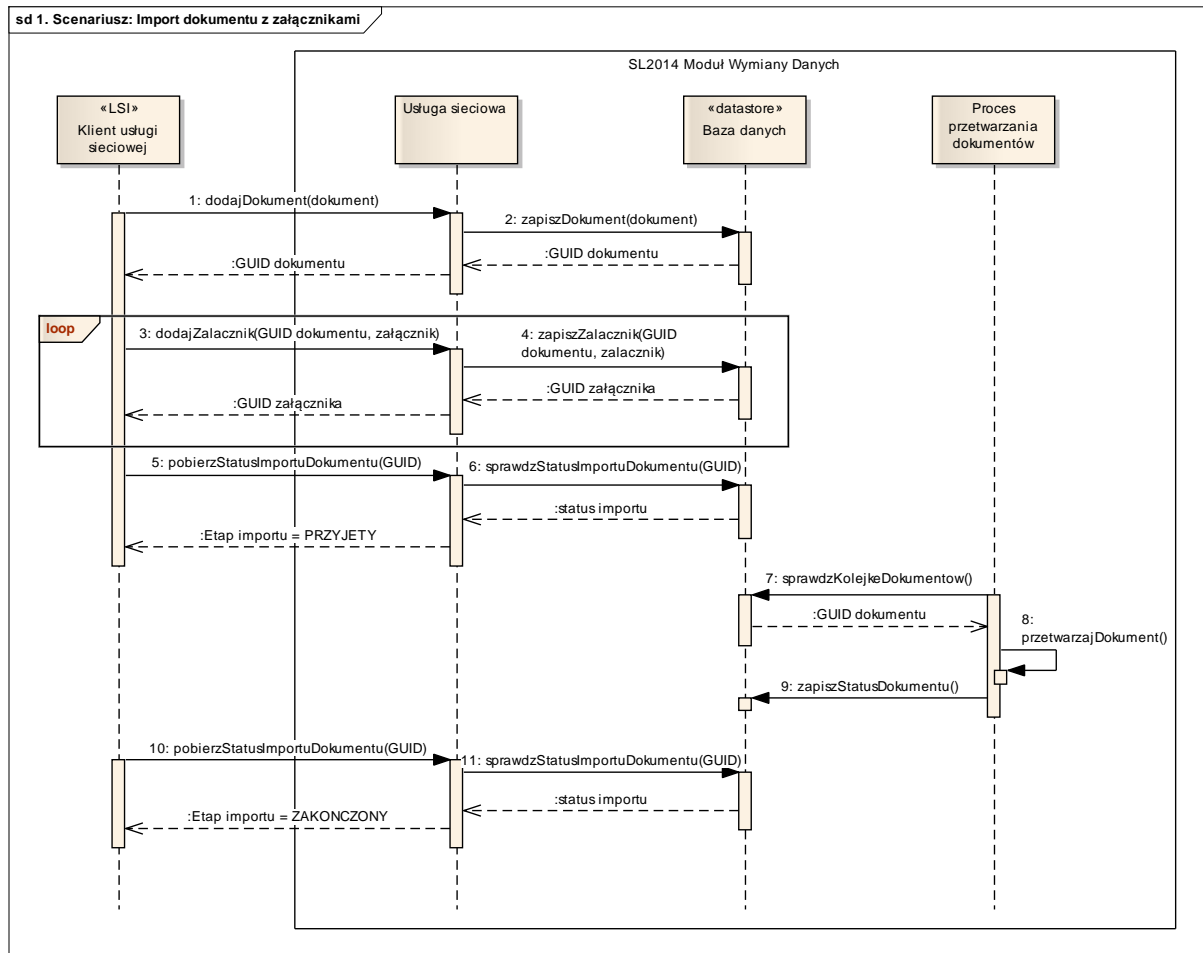 sd 1. Scenariusz: Import dokumentu z załącznikami
SL2014 Moduł Wymiany Danych
«LSI»
Klient usługi
sieciowej
Usługa sieciowa
«datastore»
Baza danych
Proces
przetwarzania
dokumentów
1: dodajDokument(dokument)
2: zapiszDokument(dokument)
:GUID dokumentu
:GUID dokumentu
loop
3: dodajZalacznik(GUID dokumentu, załącznik)
4: zapiszZalacznik(GUID
dokumentu, zalacznik)
:GUID załącznika
:GUID załącznika
5: pobierzStatusImportuDokumentu(GUID)
6: sprawdzStatusImportuDokumentu(GUID)
:status importu
:Etap importu = PRZYJETY
7: sprawdzKolejkeDokumentow()
:GUID dokumentu
8:
przetwarzajDokument()
9: zapiszStatusDokumentu()
10: pobierzStatusImportuDokumentu(GUID)
11: sprawdzStatusImportuDokumentu(GUID)
:status importu
:Etap importu = ZAKONCZONY